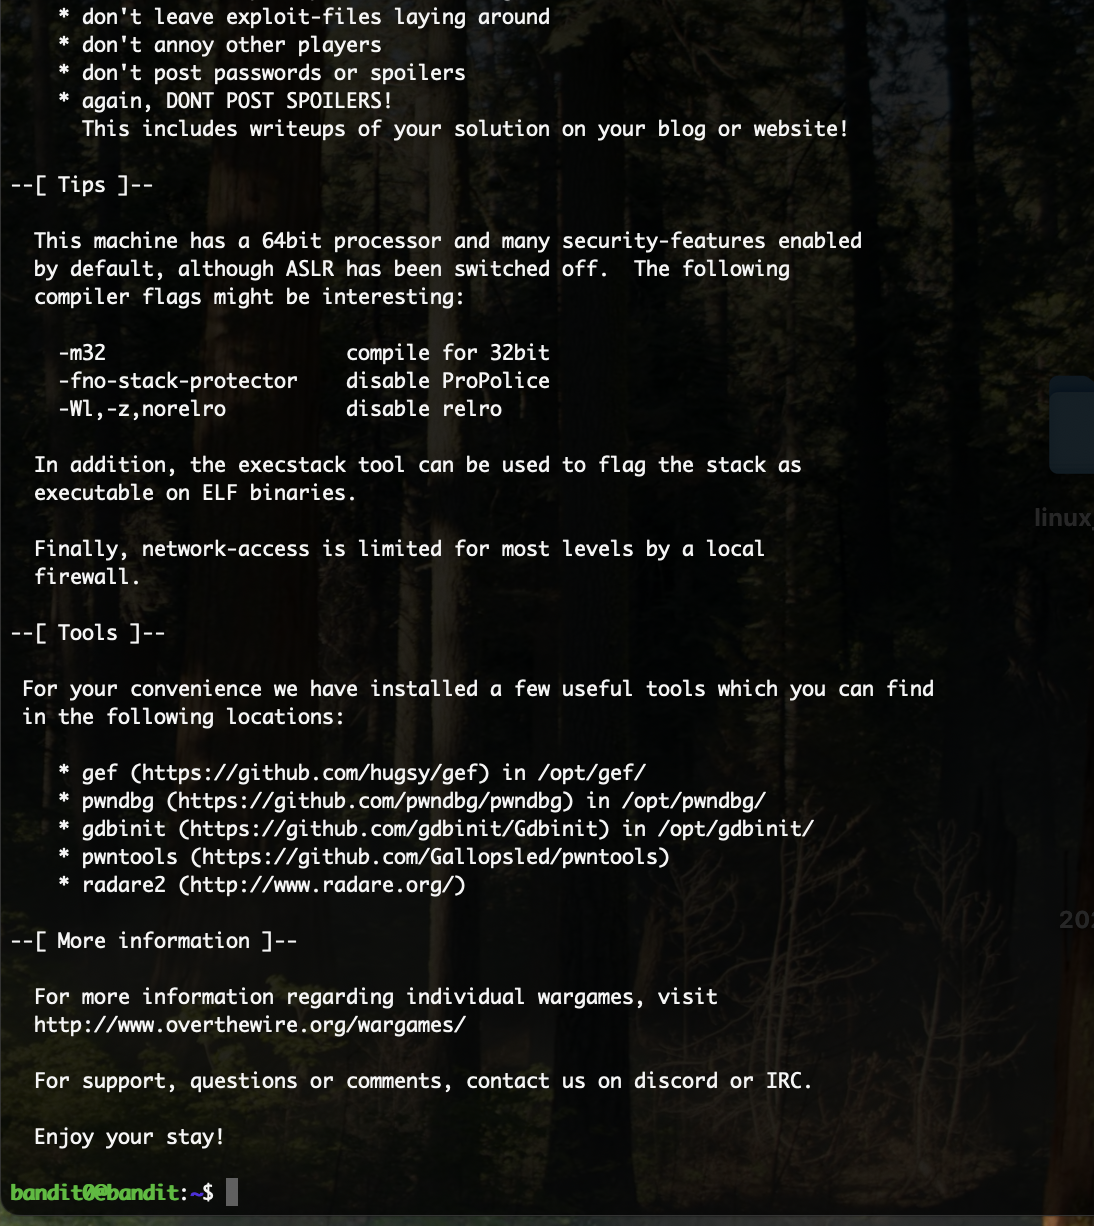 * don't leave exploit-files laying around
* don't annoy other players
* don't post passwords or spoilers
* again, DONT POST SPOILERS!
This includes writeups of your solution on your blog or website!
--[ Tips ]--
This machine has a 64bit processor and many security-features enabled
by default, although ASLR has been switched off.  The following
compiler flags might be interesting:
-m32                    compile for 32bit
-fno-stack-protector    disable ProPolice
-Wl,-z,norelro          disable relro
In addition, the execstack tool can be used to flag the stack as
executable on ELF binaries.
Finally, network-access is limited for most levels by a local
firewall.
--[ Tools ]--
For your convenience we have installed a few useful tools which you can find
in the following locations:
* gef (https://github.com/hugsy/gef) in /opt/gef/
* pwndbg (https://github.com/pwndbg/pwndbg) in /opt/pwndbg/
* gdbinit (https://github.com/gdbinit/Gdbinit) in /opt/gdbinit/
* pwntools (https://github.com/Gallopsled/pwntools)
* radare2 (http://www.radare.org/)
--[ More information ]--
For more information regarding individual wargames, visit
http://www.overthewire.org/wargames/
For support, questions or comments, contact us on discord or IRC.
Enjoy your stay!
bandit0@bandit:~$
linux